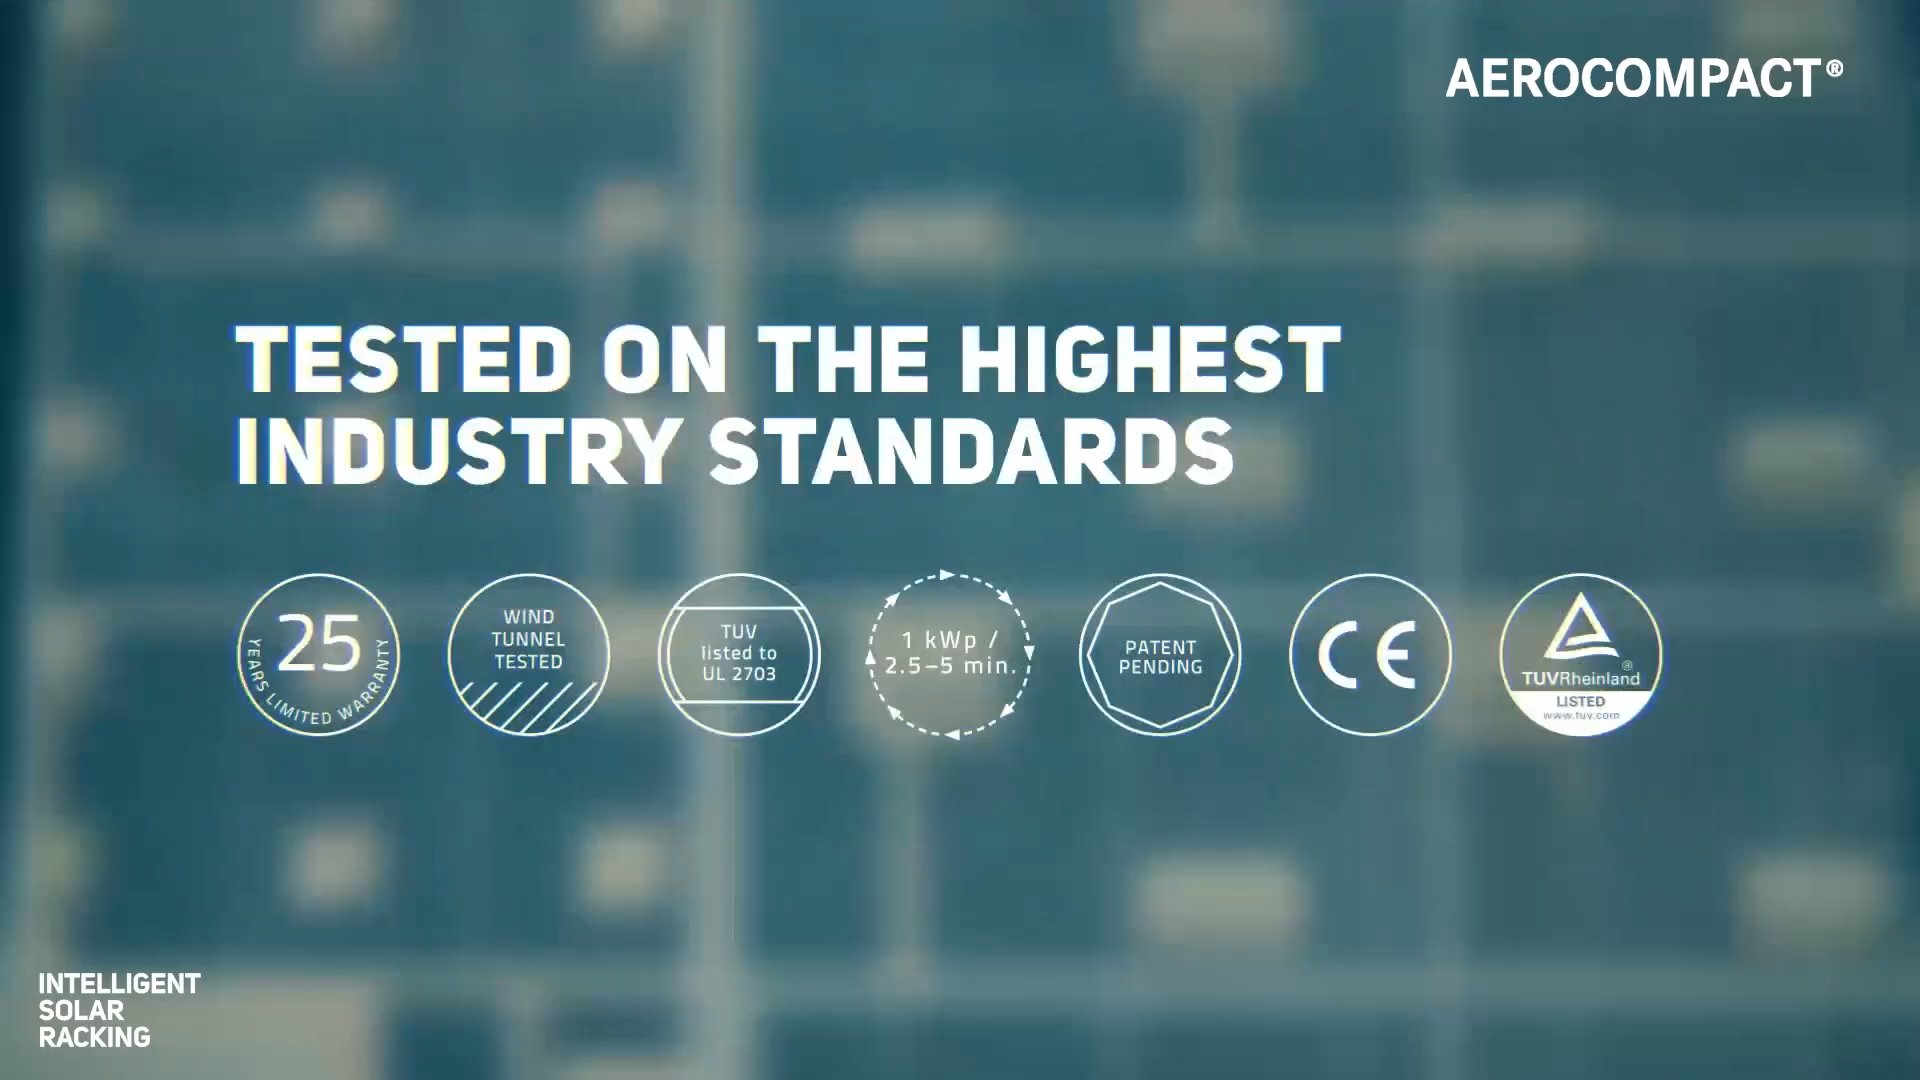 AEROCOMPACT®
TESTED ON THE HIGHEST
INDUSTRY STANDARDS
25
YEARS LIMITED WARRANTY
WIND
TUNNEL
TESTED
TUV
listed to
UL 2703
1 kWp /
2.5–5 min.
PATENT
PENDING
CE
®
TUVRheinland
LISTED
www.tuv.com
INTELLIGENT
SOLAR
RACKING